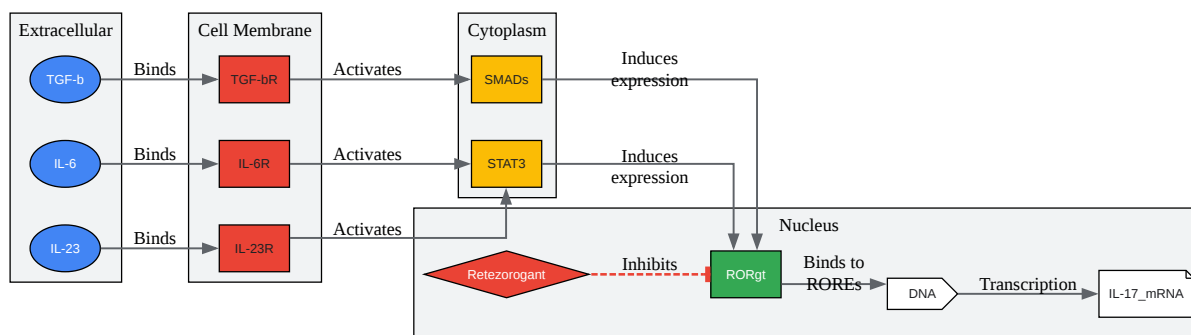 Extracellular
Cell Membrane
Cytoplasm
TGF-b
Binds
TGF-bR
Activates
SMADs
Induces
expression
IL-6
Binds
IL-6R
Activates
STAT3
Induces
expression
IL-23
Binds
IL-23R
Activates
Nucleus
Retezorogant
Inhibits
RORgt
Binds to
ROREs
DNA
Transcription
IL-17_mRNA